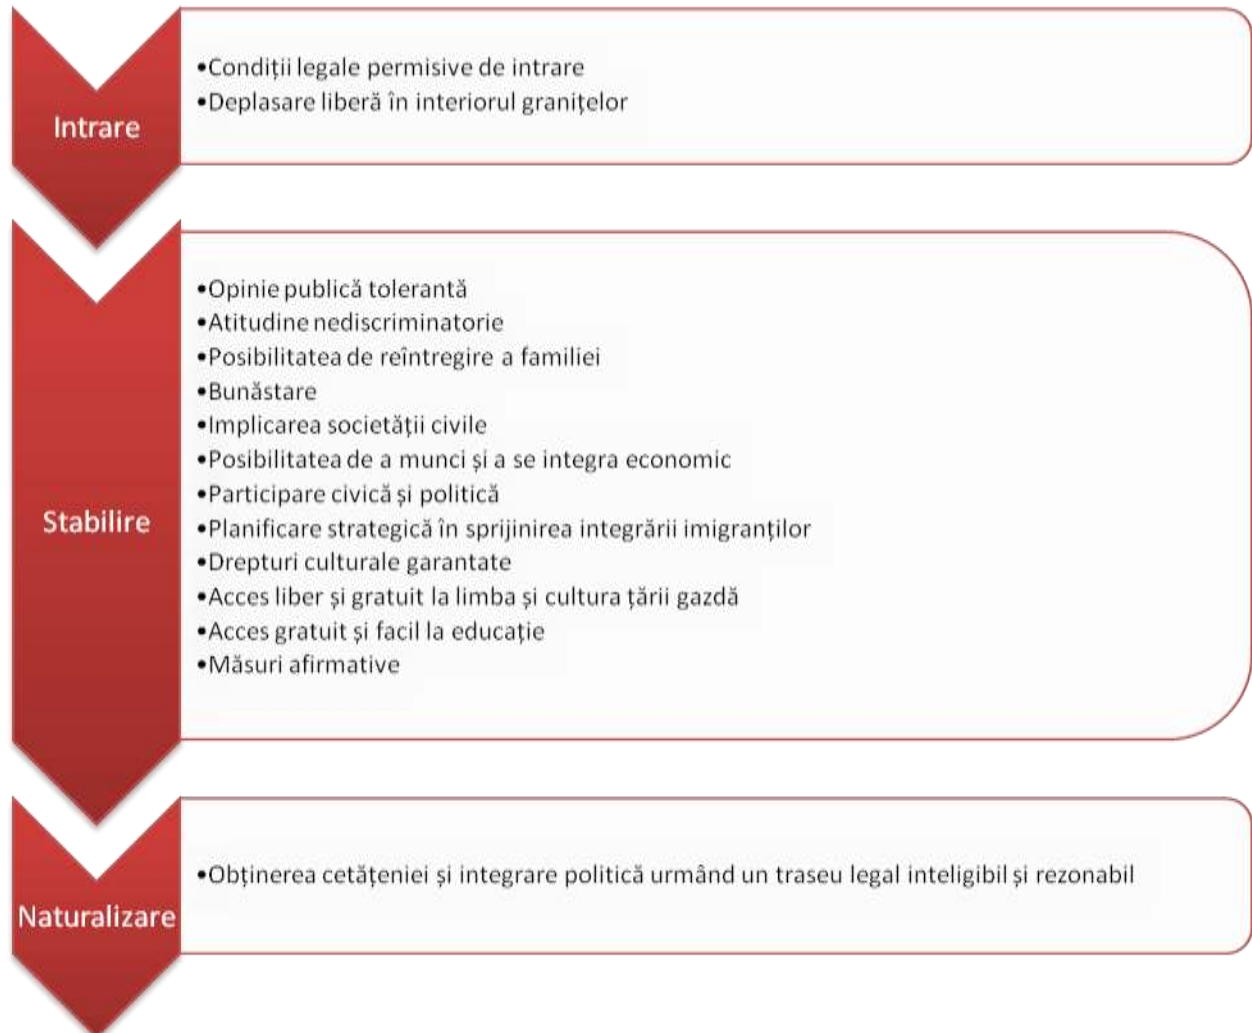 Intrare
•Condiții legale permisive de intrare
•Deplasare liberă în interiorul granițelor
Stabilire
•Opinie publică tolerantă
•Atitudine nediscriminatorie
•Posibilitatea de reîntregire a familiei
•Bunăstare
•Implicarea societății civile
•Posibilitatea de a munci și a se integra economic
•Participare civică și politică
•Planificare strategică în sprijinirea integrării imigranților
•Drepturi culturale garantate
•Acces liber și gratuit la limba și cultura țării gazdă
•Acces gratuit și facil la educație
•Măsuri afirmative
Naturalizare
•Obținerea cetățeniei și integrare politică urmând un traseu legal inteligibil și rezonabil